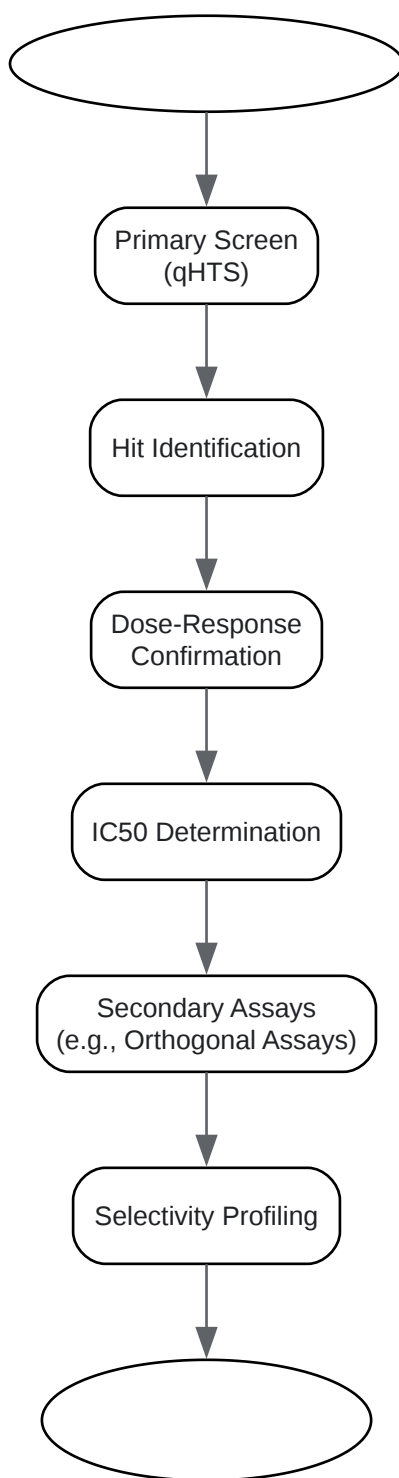 Primary Screen
(qHTS)
Hit Identification
Dose-Response
Confirmation
IC50 Determination
Secondary Assays
(e.g., Orthogonal Assays)
Selectivity Profiling